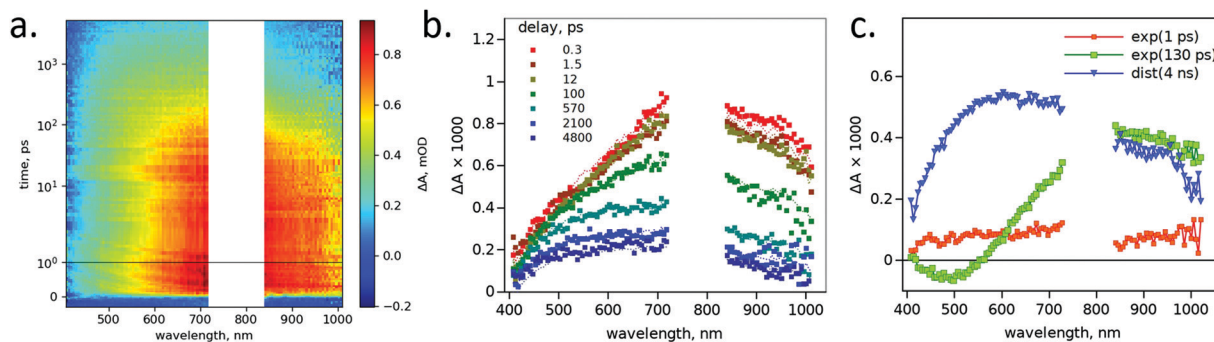 a.
10³
10²
10¹
10⁰
0
time, ps
400 500 600 700 800 900 1000
wavelength, nm
0.8
0.6
0.4
0.2
0.0
−0.2
ΔA, mOD
b.
delay, ps
0.3
1.5
12
100
570
2100
4800
1.2
1
0.8
0.6
0.4
0.2
0
ΔA × 1000
400 500 600 700 800 900 1000
wavelength, nm
c.
exp(1 ps)
exp(130 ps)
dist(4 ns)
0.6
0.4
0.2
0
ΔA × 1000
400 500 600 700 800 900 1000
wavelength, nm